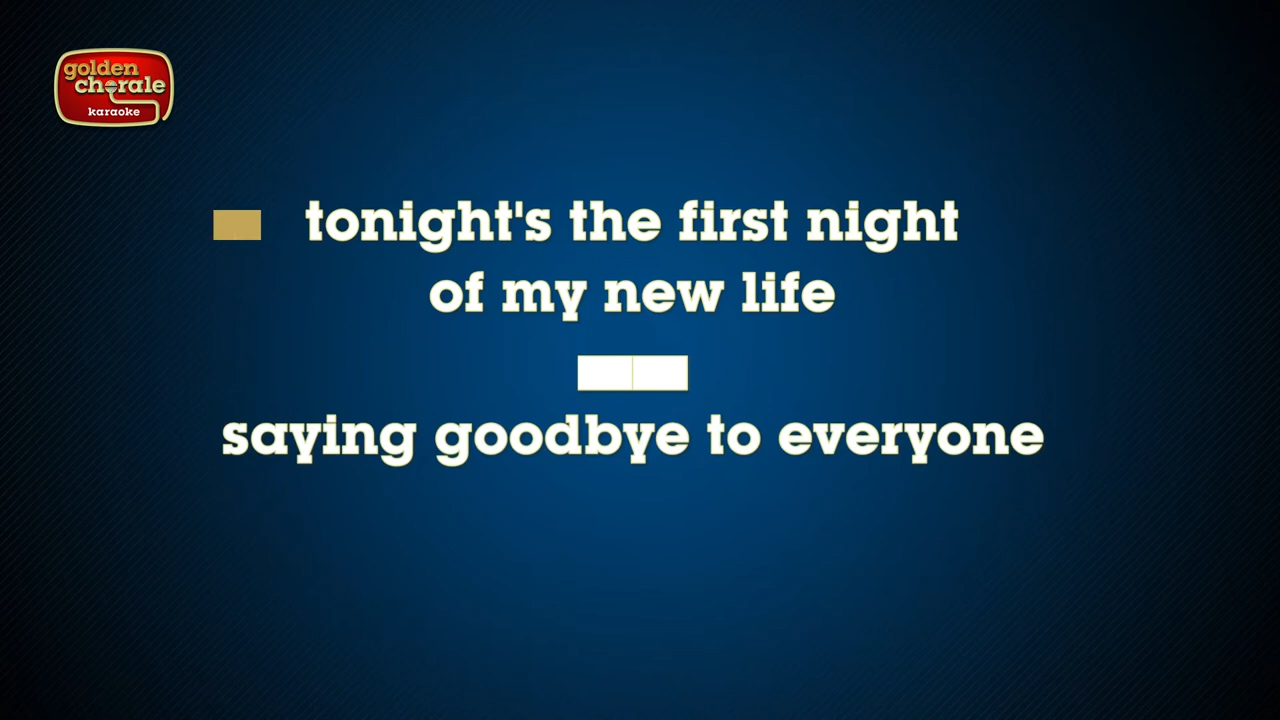 golden
chorale
karaoke
tonight's the first night
of my new life
saying goodbye to everyone